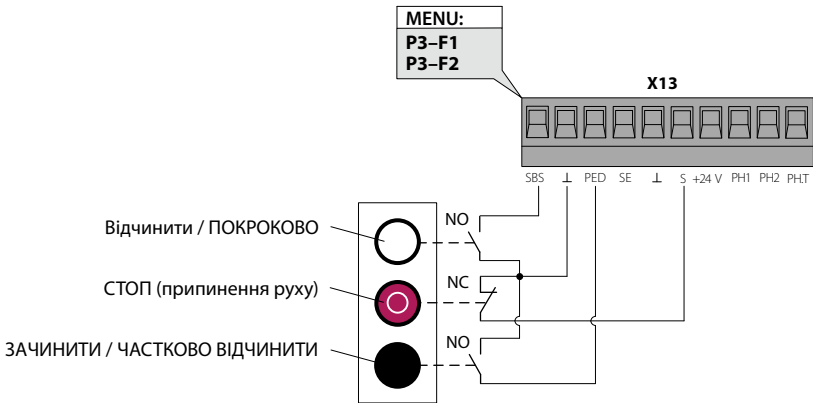 MENU:
P3–F1
P3–F2
X13
SBS ⊥ PED SE ⊥ S +24 V PH1 PH2 PH.T
Відчинити / ПОКРОКОВО
NO
СТОП (припинення руху)
NC
ЗАЧИНИТИ / ЧАСТКОВО ВІДЧИНИТИ
NO